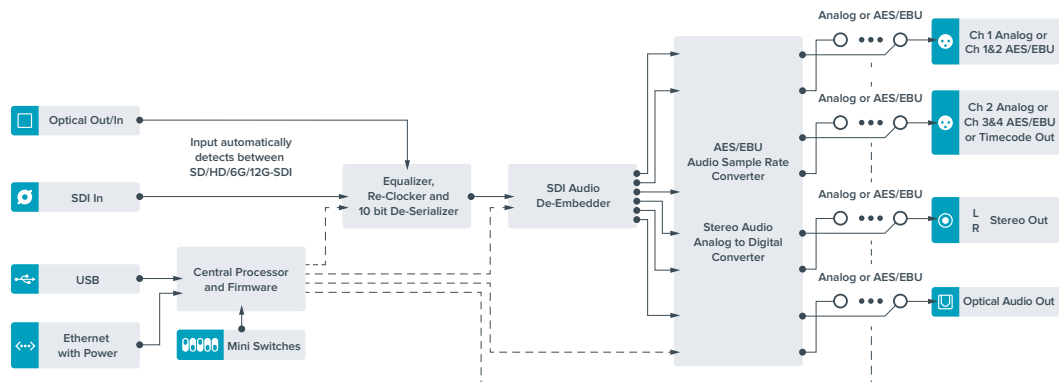 Analog or AES/EBU
Ch 1 Analog or
Ch 1&2 AES/EBU
Optical Out/In
Analog or AES/EBU
Ch 2 Analog or
Ch 3&4 AES/EBU
or Timecode Out
Input automatically
detects between
SD/HD/6G/12G-SDI
AES/EBU
Audio Sample Rate
Converter
SDI In
Equalizer,
Re-Clocker and
10 bit De-Serializer
SDI Audio
De-Embedder
Analog or AES/EBU
L
R
Stereo Out
Stereo Audio
Analog to Digital
Converter
USB
Central Processor
and Firmware
Analog or AES/EBU
Optical Audio Out
Ethernet
with Power
Mini Switches